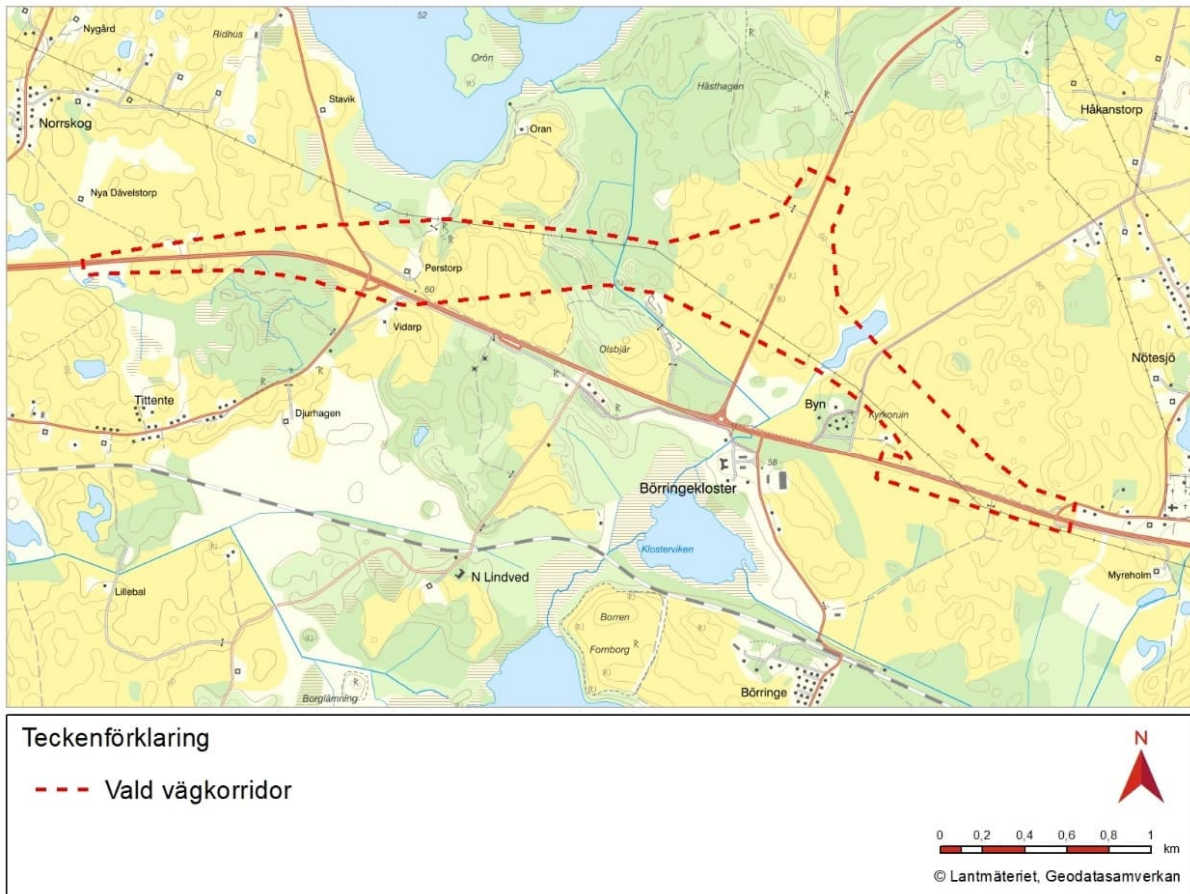 52
Nygård
Ridhus
Orön
R
Hästhagen
Stavik
Håkanstorp
Norrskog
Oran
Nya Dävelstorp
Perstorp
60
Vidarp
Olsbjär
Nötesjö
Tittente
Djurhagen
Byn
Kyrkoruin
Börringekloster
58
Klosterviken
N Lindved
Myreholm
Lillebal
Borren
Fornborg
R
Borglämning
R
Börringe
Teckenförklaring
Vald vägkorridor
N
0 0,2 0,4 0,6 0,8 1
km
© Lantmäteriet, Geodatasamverkan